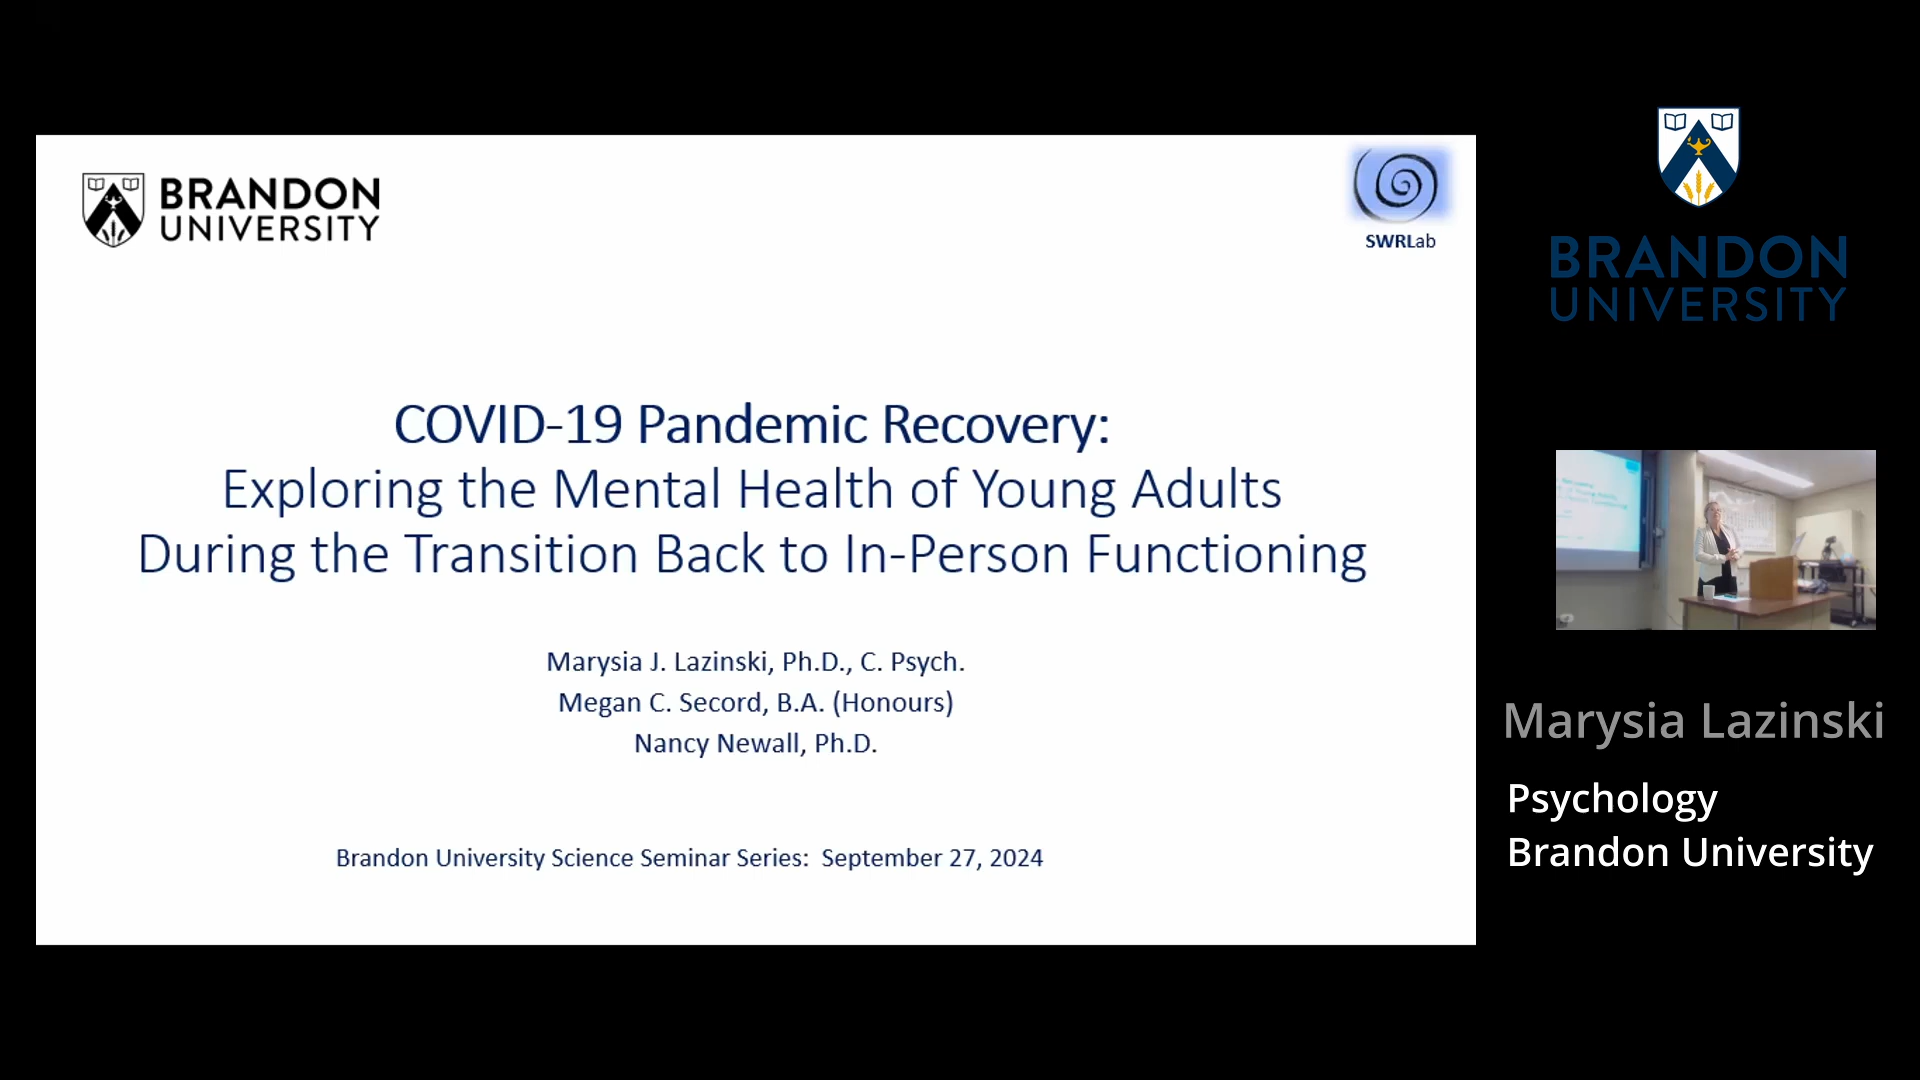 BRANDON
UNIVERSITY
SWRLab
COVID-19 Pandemic Recovery:
Exploring the Mental Health of Young Adults
During the Transition Back to In-Person Functioning
Marysia J. Lazinski, Ph.D., C. Psych.
Megan C. Secord, B.A. (Honours)
Nancy Newall, Ph.D.
Brandon University Science Seminar Series:  September 27, 2024
BRANDON
UNIVERSITY
Marysia Lazinski
Psychology
Brandon University